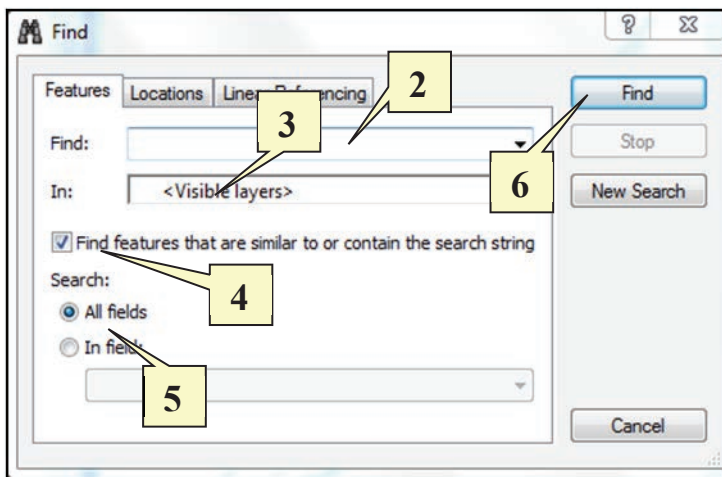 Find
Features Locations Linear Referencing
2
Find
Find:
3
Stop
In: <Visible layers>
6
New Search
Find features that are similar to or contain the search string
Search:
4
All fields
In field:
5
Cancel